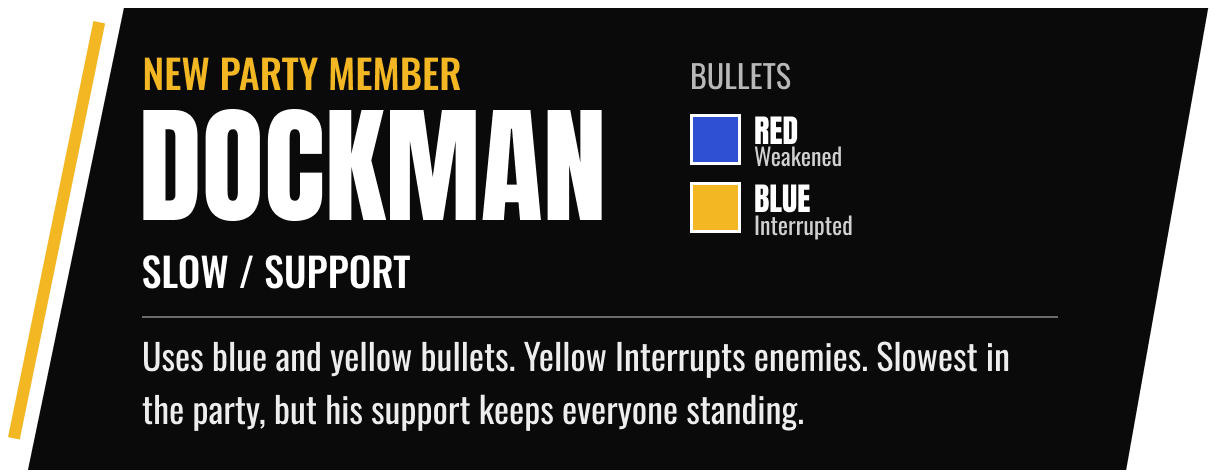 NEW PARTY MEMBER
DOCKMAN
SLOW / SUPPORT
BULLETS
RED
Weakened
BLUE
Interrupted
Uses blue and yellow bullets. Yellow Interrupts enemies. Slowest in
the party, but his support keeps everyone standing.